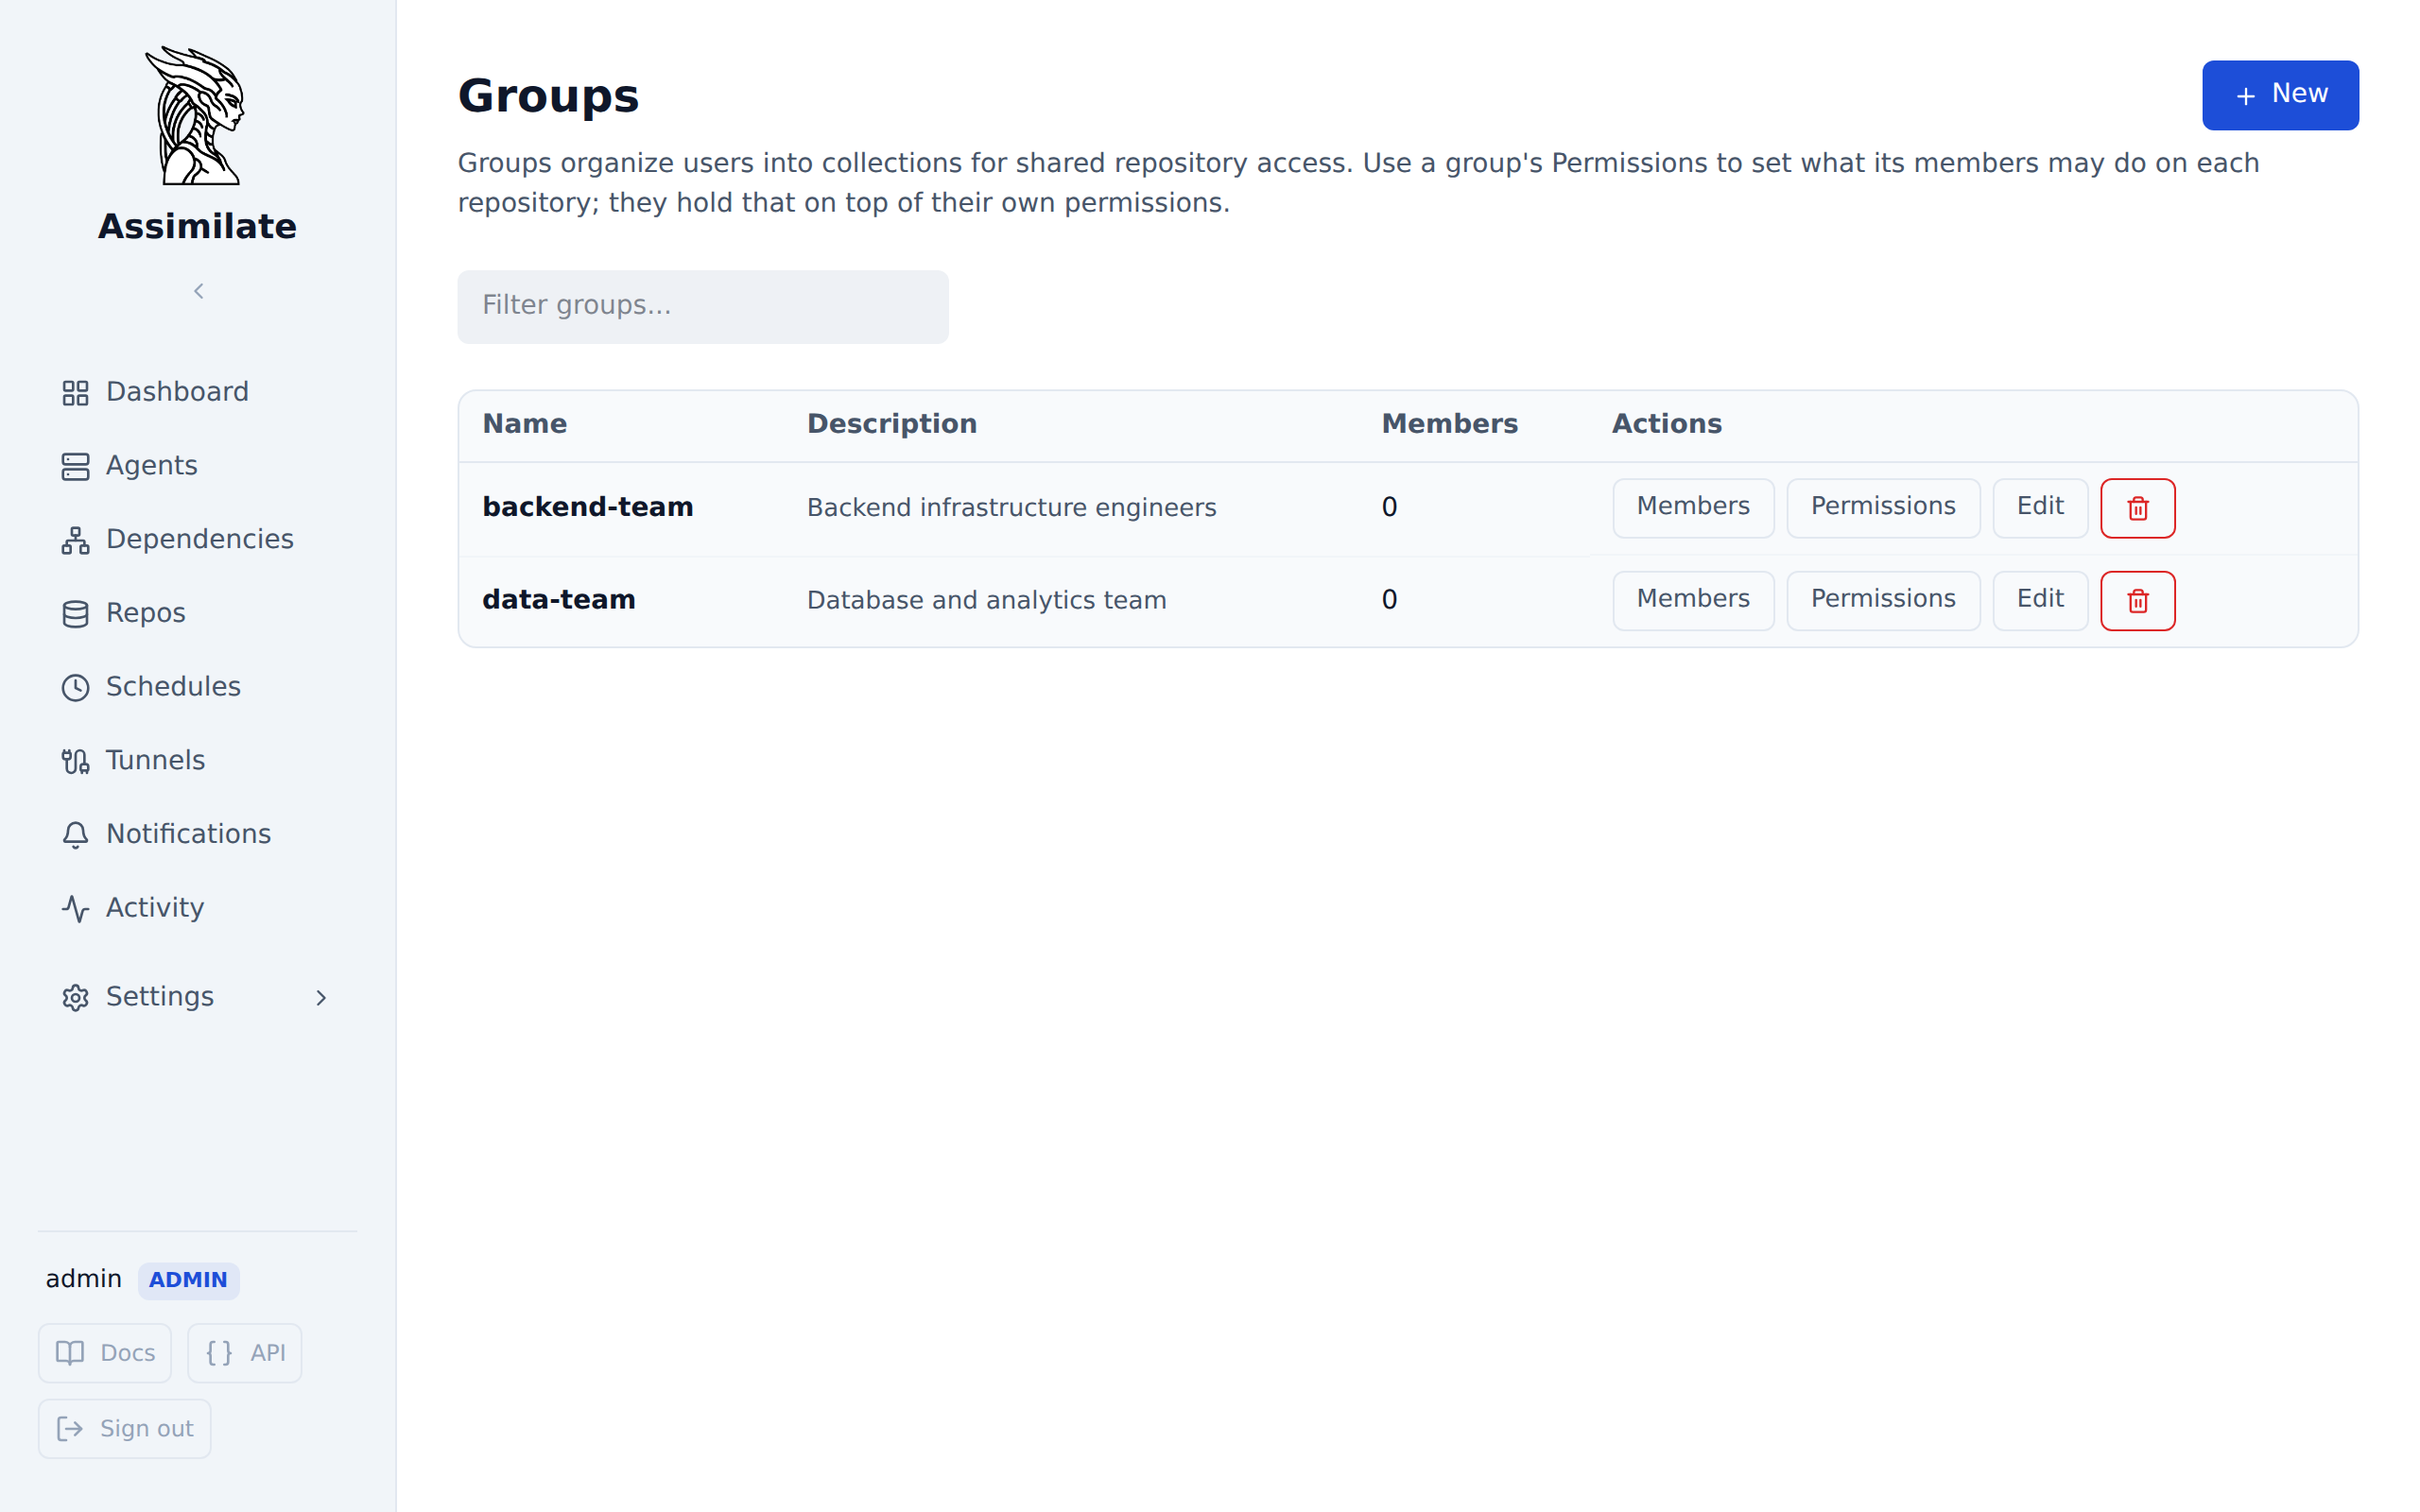 Assimilate
Dashboard
Agents
Dependencies
Repos
Schedules
Tunnels
Notifications
Activity
Settings
admin ADMIN
Docs API
Sign out
Groups
+ New
Groups organize users into collections for shared repository access. Use a group's Permissions to set what its members may do on each
repository; they hold that on top of their own permissions.
Filter groups...
Name Description Members Actions
backend-team Backend infrastructure engineers 0 Members Permissions Edit
data-team Database and analytics team 0 Members Permissions Edit